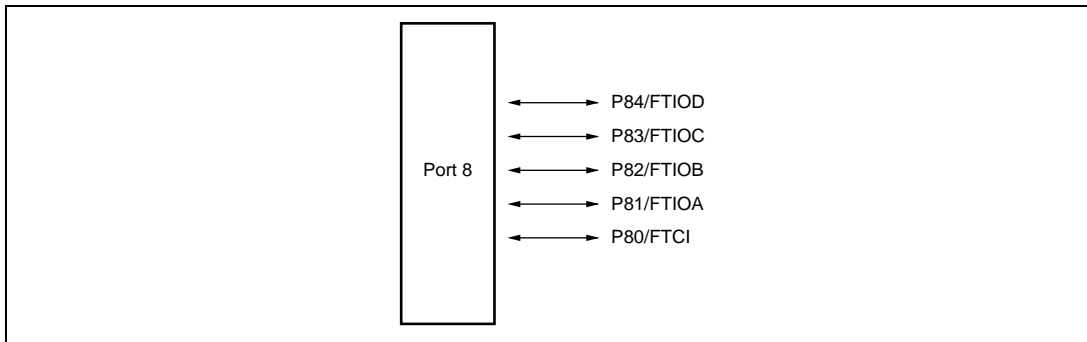 P84/FTIOD
P83/FTIOC
Port 8
P82/FTIOB
P81/FTIOA
P80/FTCI